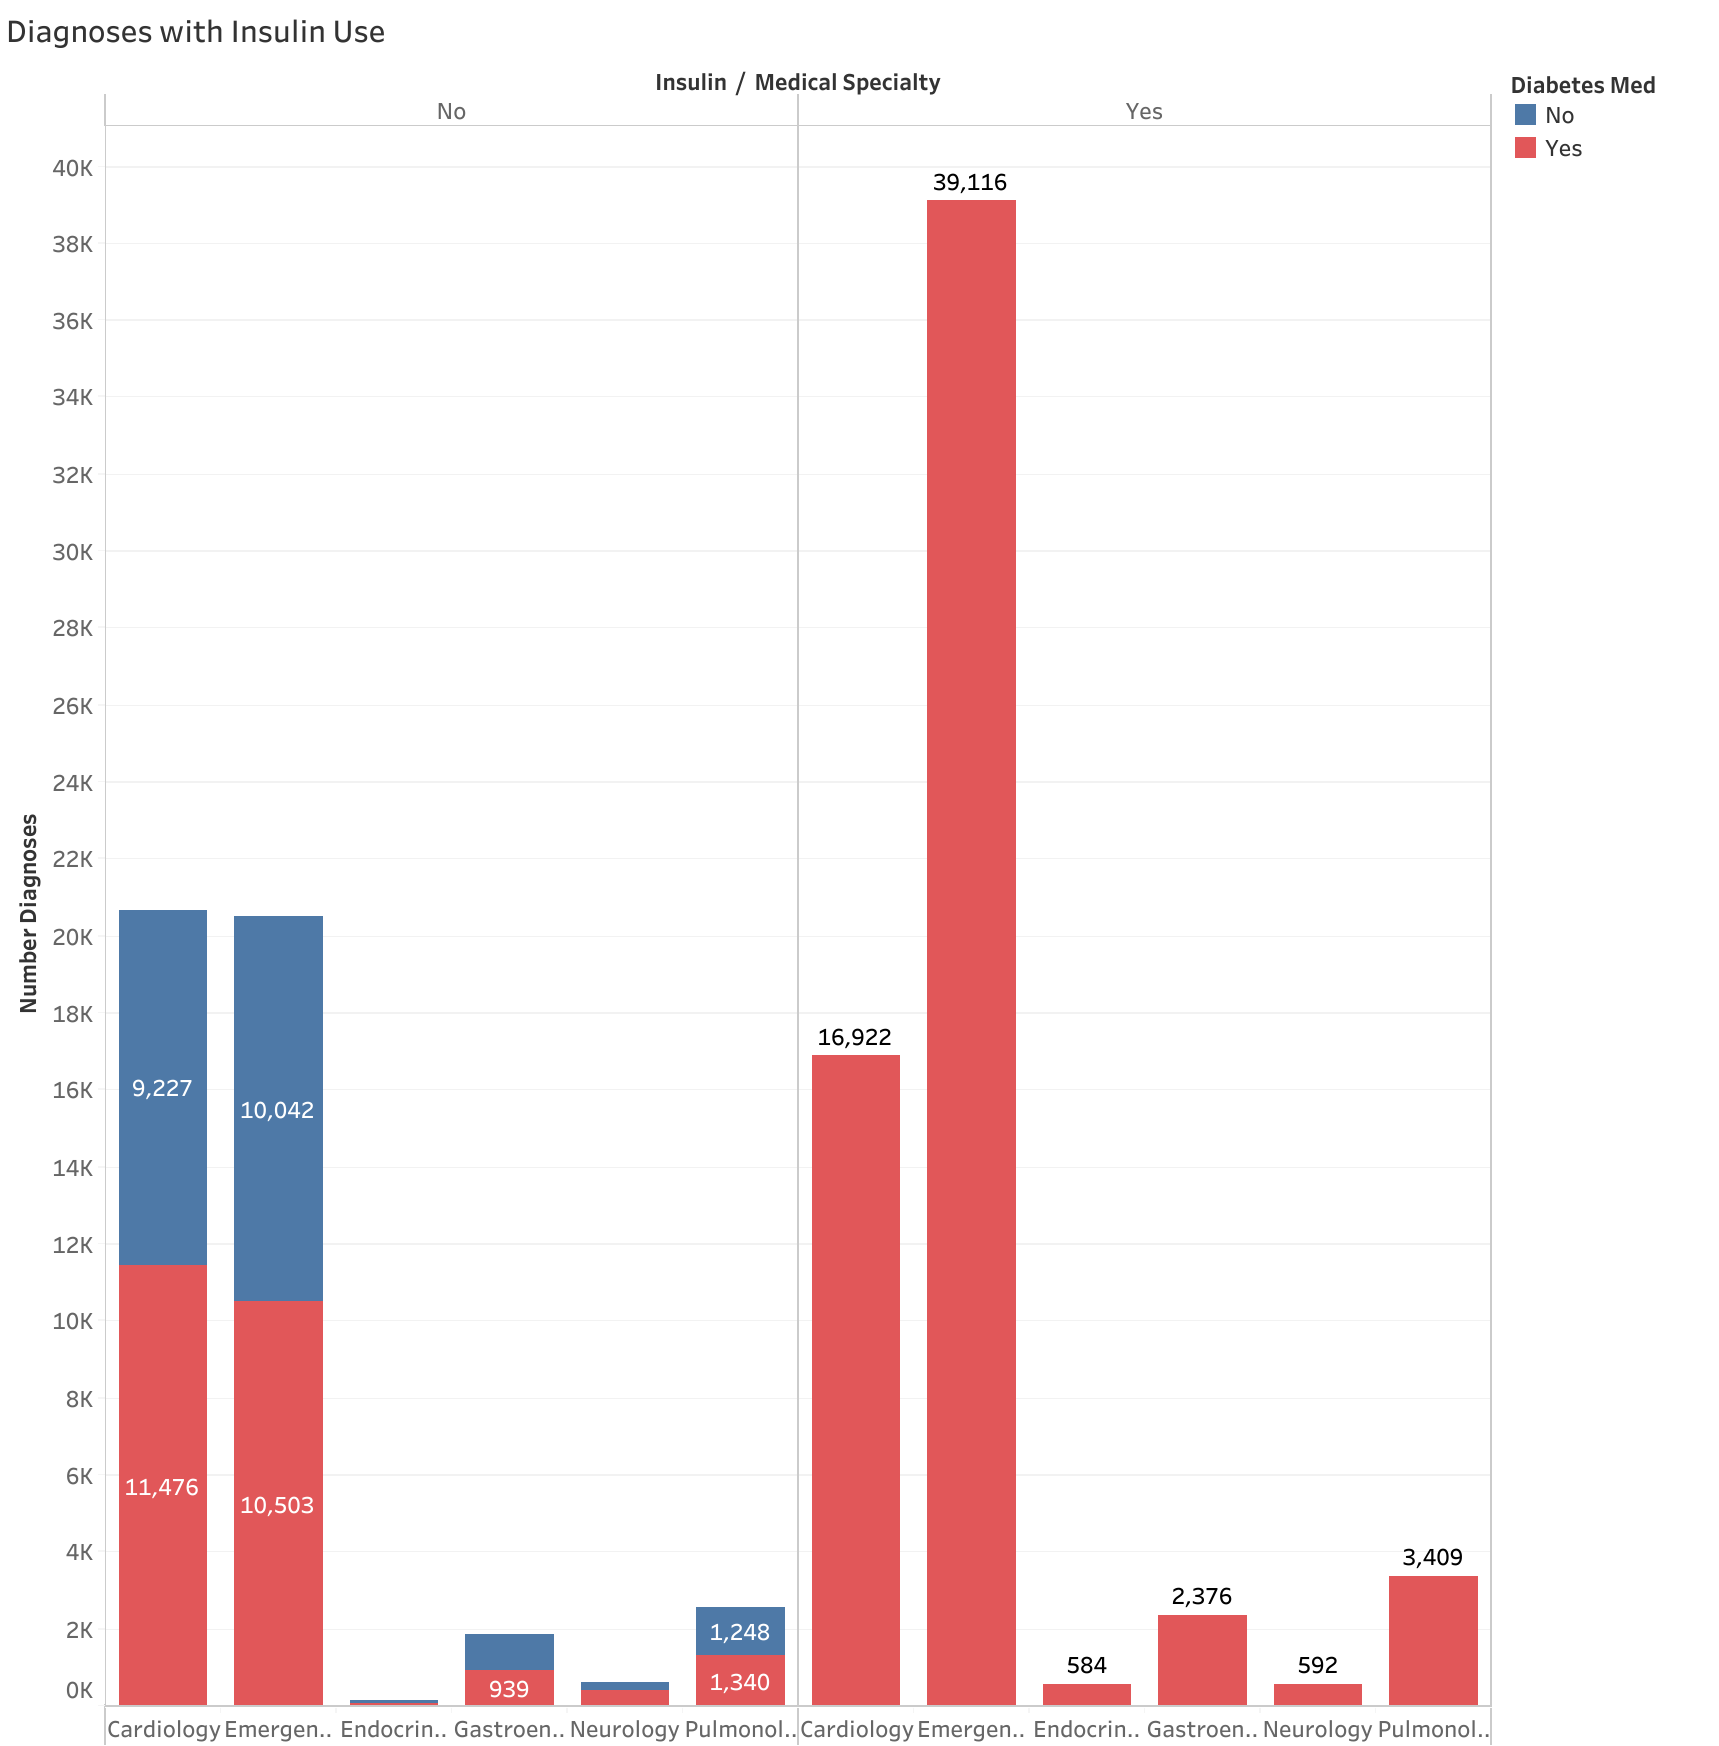 Diagnoses with Insulin Use
Insulin / Medical Specialty
No
Yes
Diabetes Med
No
Yes
Number Diagnoses
40K
38K
36K
34K
32K
30K
28K
26K
24K
22K
20K
18K
16K
14K
12K
10K
8K
6K
4K
2K
0K
9,227
11,476
10,042
10,503
939
1,248
1,340
16,922
39,116
584
2,376
592
3,409
Cardiology Emergen.. Endocrin.. Gastroen.. Neurology Pulmonol.. Cardiology Emergen.. Endocrin.. Gastroen.. Neurology Pulmonol..